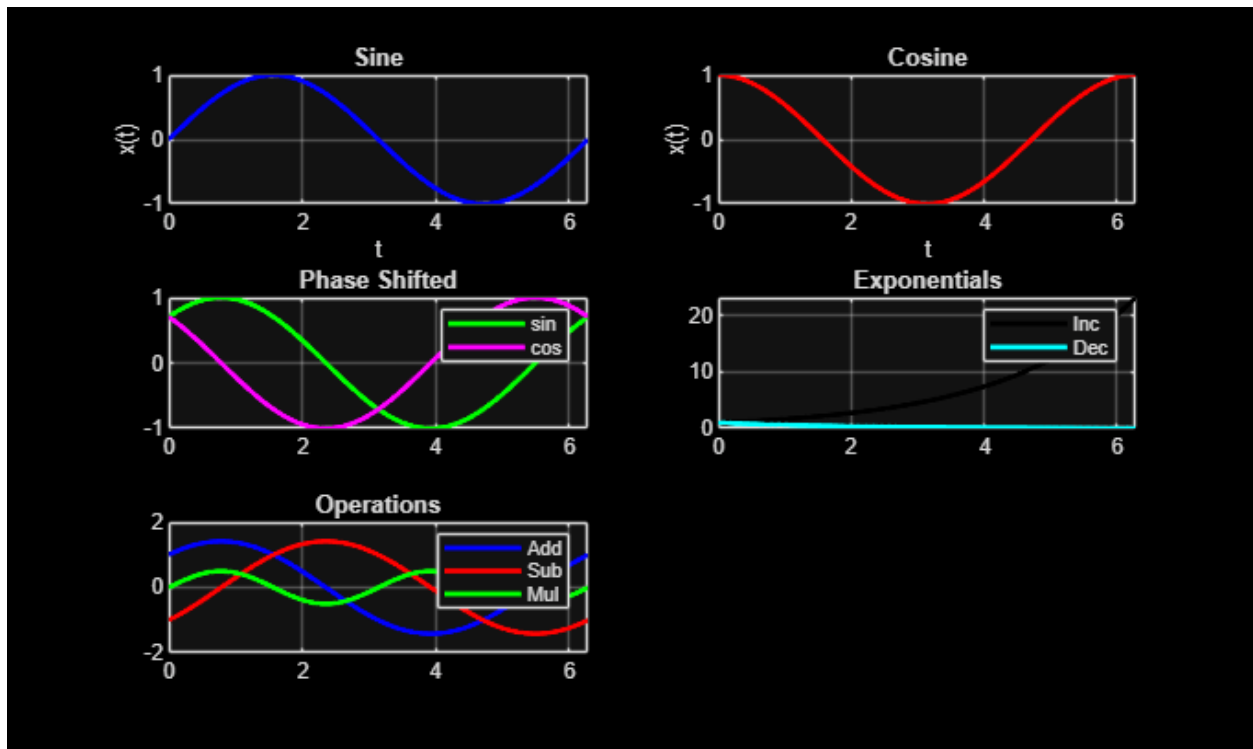 Sine
1
0
-1
x(t)
0 2 4 6
t
Cosine
1
0
-1
x(t)
0 2 4 6
t
Phase Shifted
1
0
-1
0 2 4 6
sin
cos
Exponentials
20
10
0
0 2 4 6
Inc
Dec
Operations
2
0
-2
0 2 4 6
Add
Sub
Mul